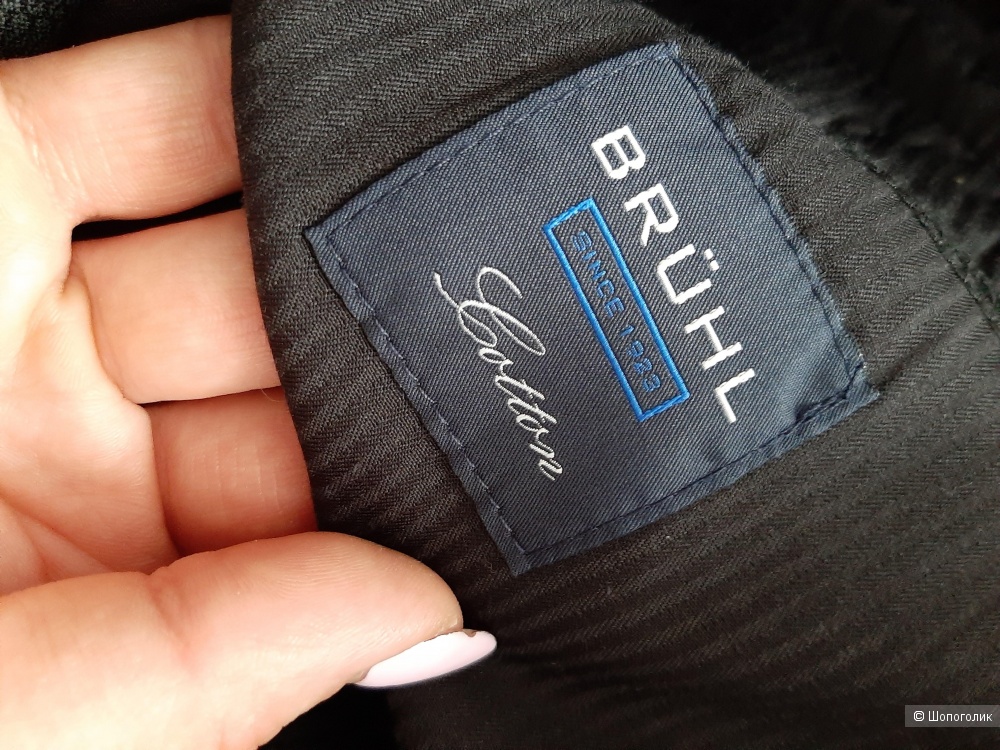 BRÜHL
SINCE 1923
Cotton
© Шопоголик